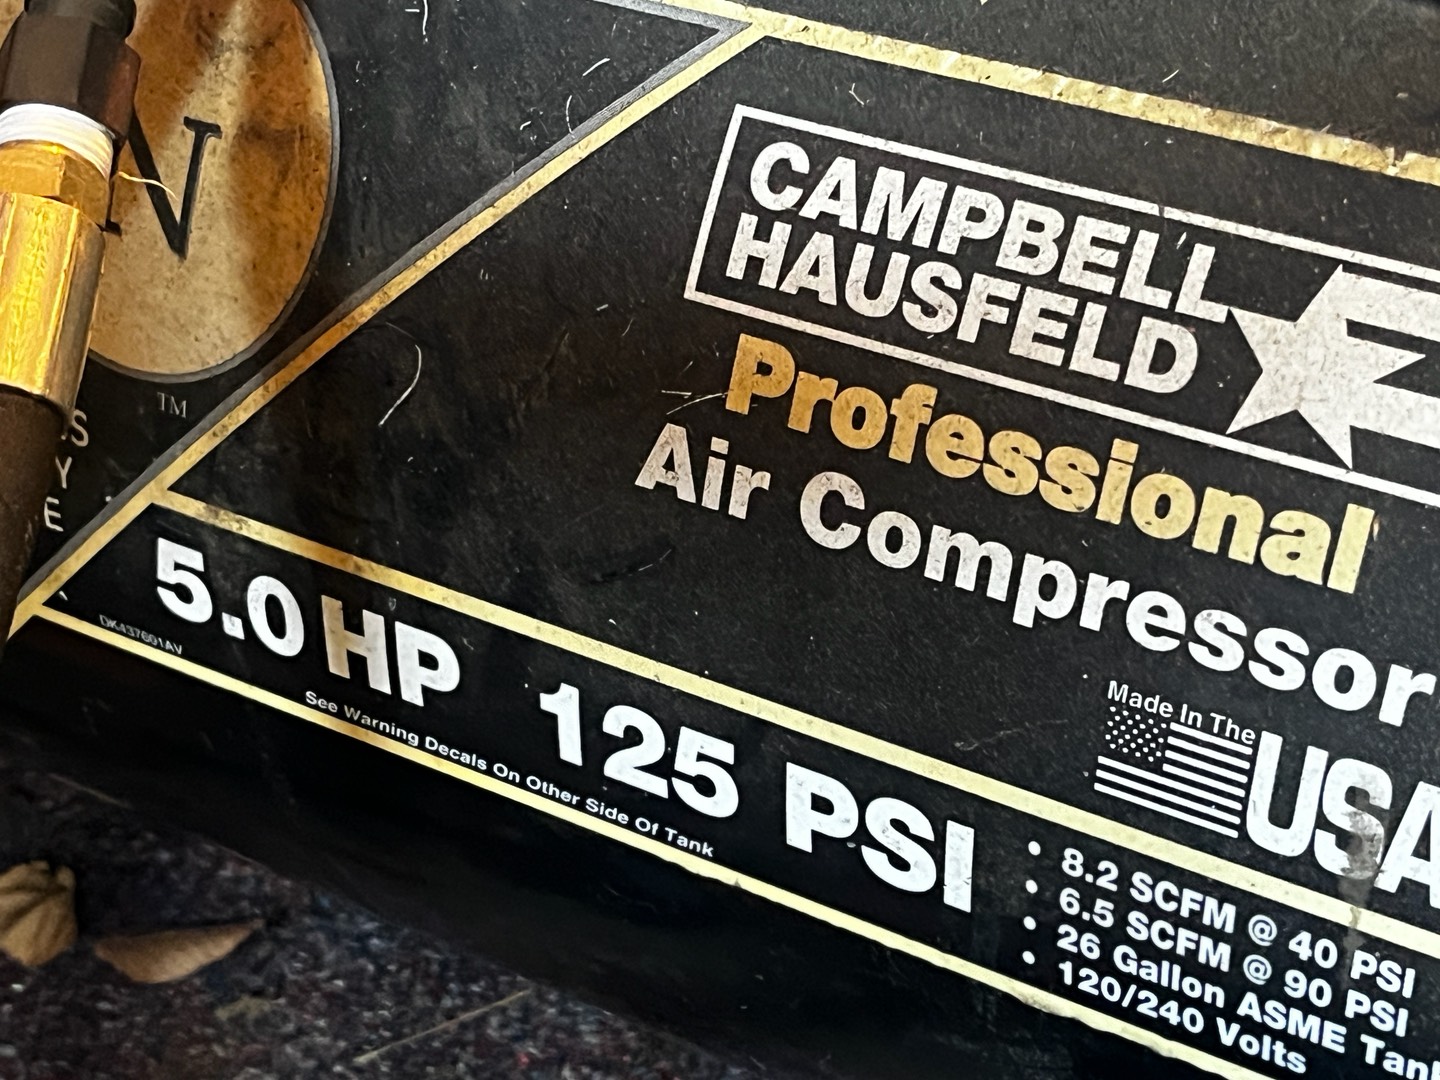 N
TM
S
Y
E
CAMPBELL
HAUSFELD
Professional
Air Compressor
Made In The
USA
5.0 HP 125 PSI
DK437601AV
See Warning Decals On Other Side Of Tank
• 8.2 SCFM @ 40 PSI
• 6.5 SCFM @ 90 PSI
• 26 Gallon ASME Tank
• 120/240 Volts